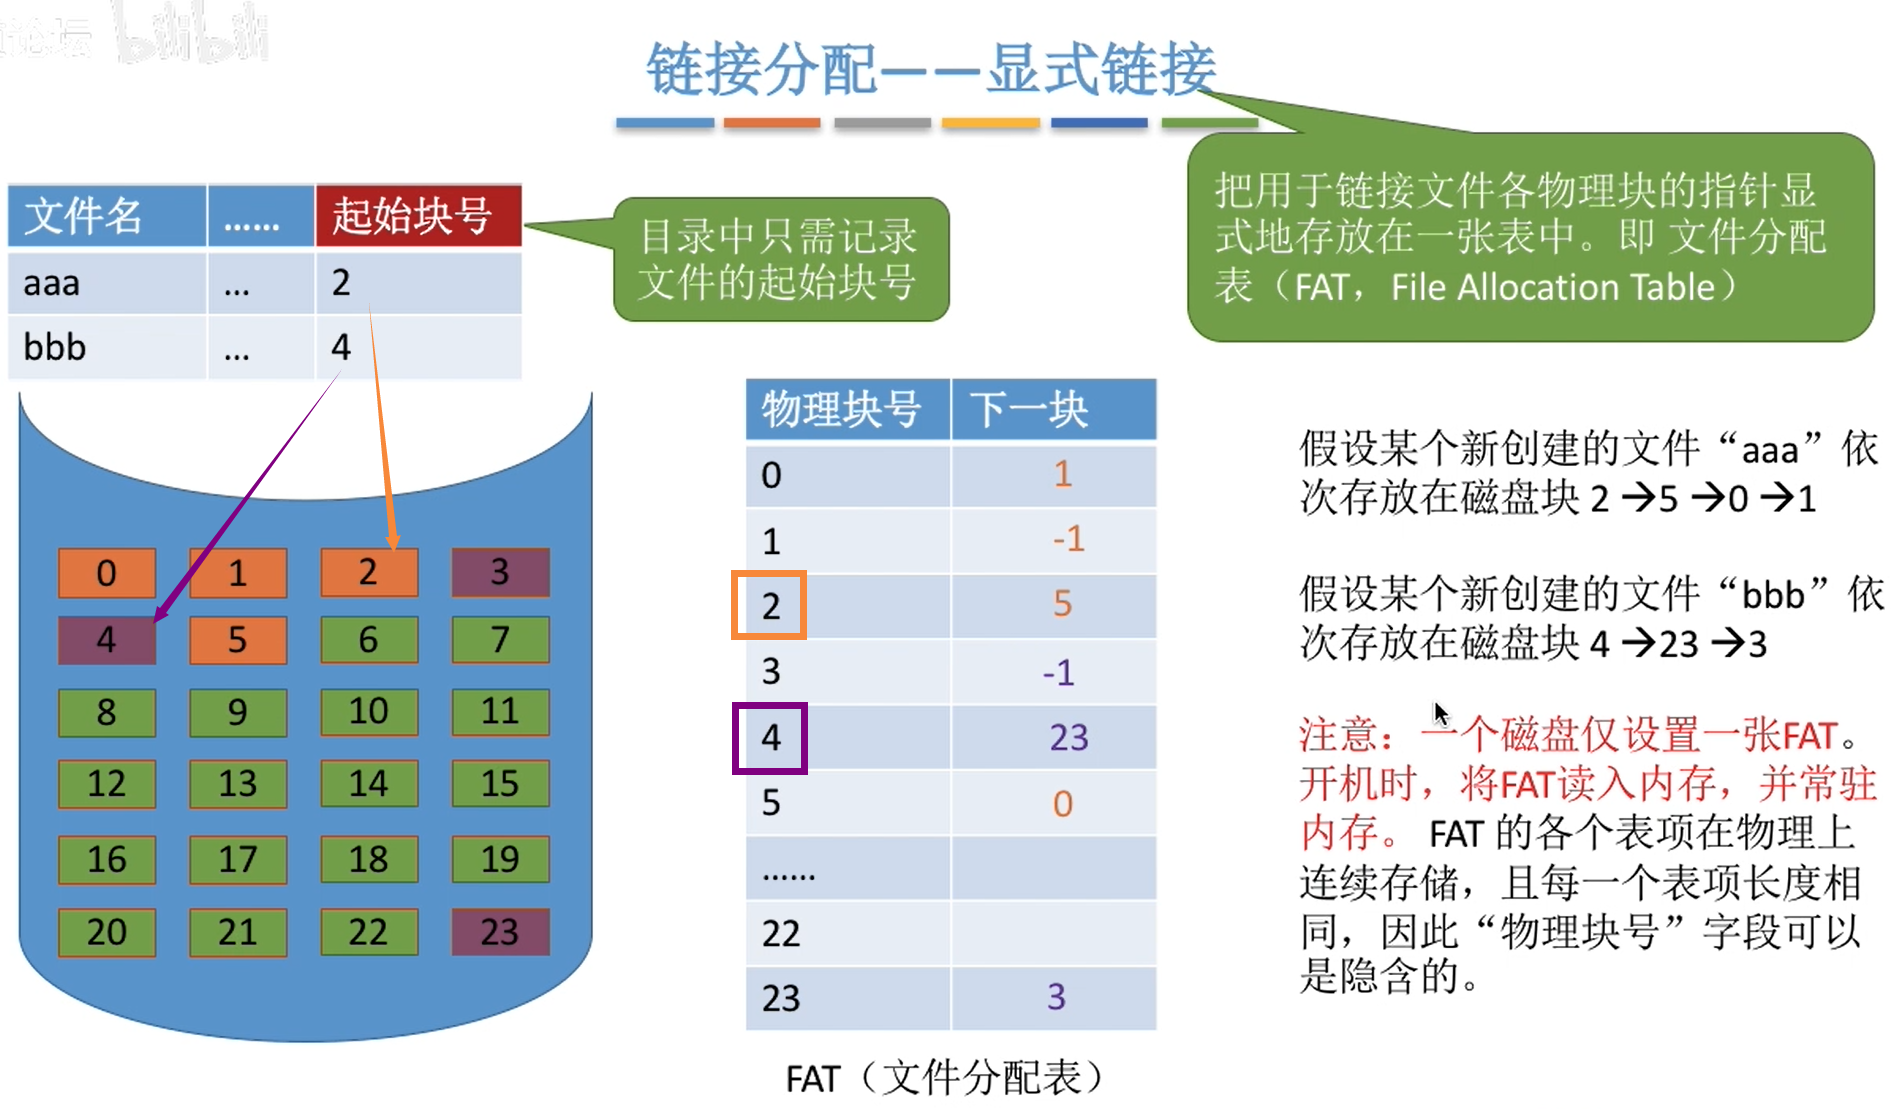 论坛 bilibili
链接分配——显式链接
把用于链接文件各物理块的指针显
式地存放在一张表中。即 文件分配
表（FAT，File Allocation Table）
文件名 …… 起始块号
aaa ... 2
bbb ... 4
目录中只需记录
文件的起始块号
0 1 2 3
4 5 6 7
8 9 10 11
12 13 14 15
16 17 18 19
20 21 22 23
物理块号 下一块
0 1
1 -1
2 5
3 -1
4 23
5 0
……
22
23 3
FAT（文件分配表）
假设某个新创建的文件“aaa”依
次存放在磁盘块 2 →5 →0 →1
假设某个新创建的文件“bbb”依
次存放在磁盘块 4 →23 →3
注意：一个磁盘仅设置一张FAT。
开机时，将FAT读入内存，并常驻
内存。 FAT 的各个表项在物理上
连续存储，且每一个表项长度相
同，因此“物理块号”字段可以
是隐含的。